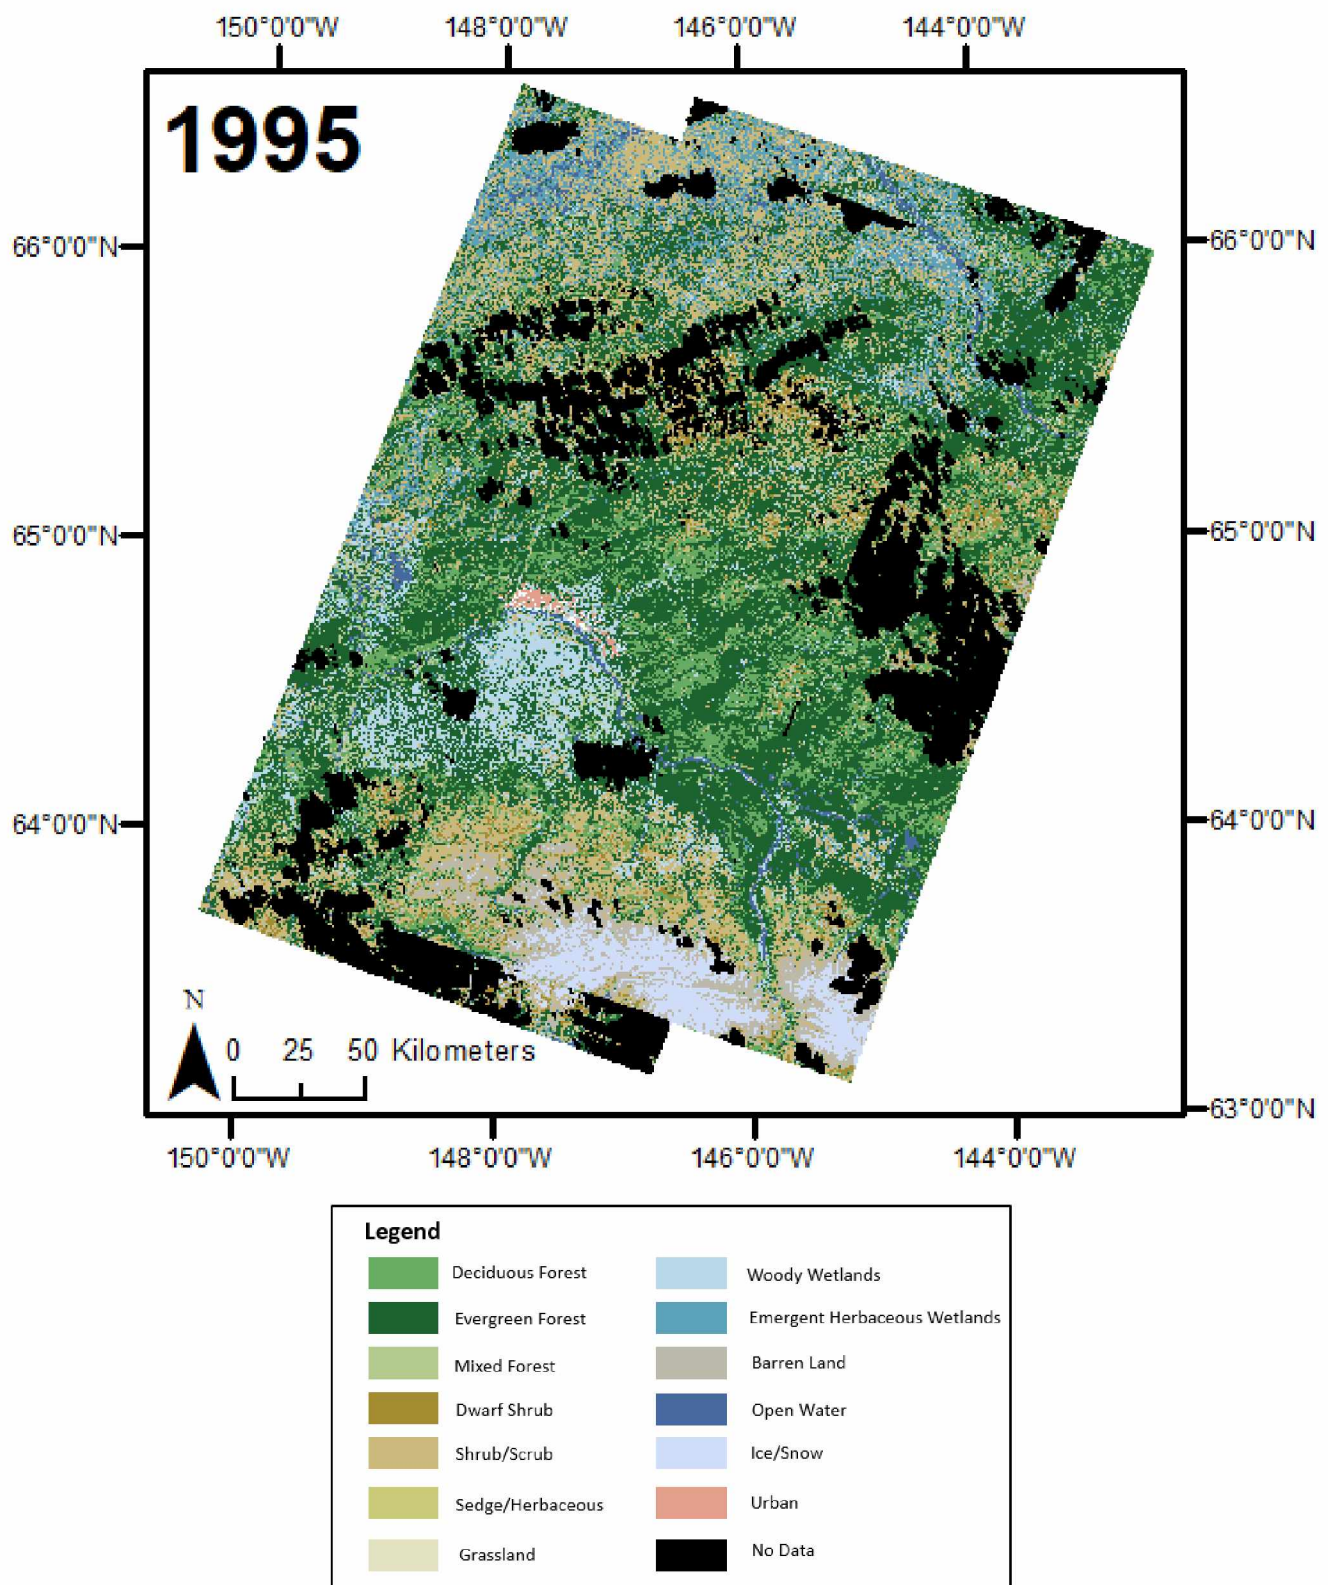 150°0'0"W 148°0'0"W 146°0'0"W 144°0'0"W
1995
66°0'0"N 66°0'0"N
65°0'0"N 65°0'0"N
64°0'0"N 64°0'0"N
N
0 25 50 Kilometers
63°0'0"N
150°0'0"W 148°0'0"W 146°0'0"W 144°0'0"W
Legend
Deciduous Forest Woody Wetlands
Evergreen Forest Emergent Herbaceous Wetlands
Mixed Forest Barren Land
Dwarf Shrub Open Water
Shrub/Scrub Ice/Snow
Sedge/Herbaceous Urban
Grassland No Data